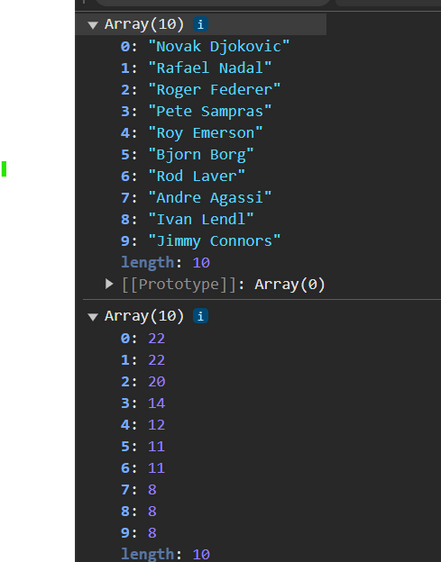 Array(10) i
0: "Novak Djokovic"
1: "Rafael Nadal"
2: "Roger Federer"
3: "Pete Sampras"
4: "Roy Emerson"
5: "Bjorn Borg"
6: "Rod Laver"
7: "Andre Agassi"
8: "Ivan Lendl"
9: "Jimmy Connors"
length: 10
[[Prototype]]: Array(0)
Array(10) i
0: 22
1: 22
2: 20
3: 14
4: 12
5: 11
6: 11
7: 8
8: 8
9: 8
length: 10